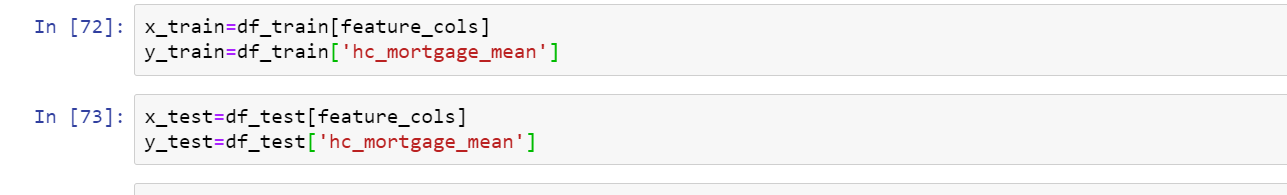 In [72]: x_train=df_train[feature_cols]
y_train=df_train['hc_mortgage_mean']
In [73]: x_test=df_test[feature_cols]
y_test=df_test['hc_mortgage_mean']